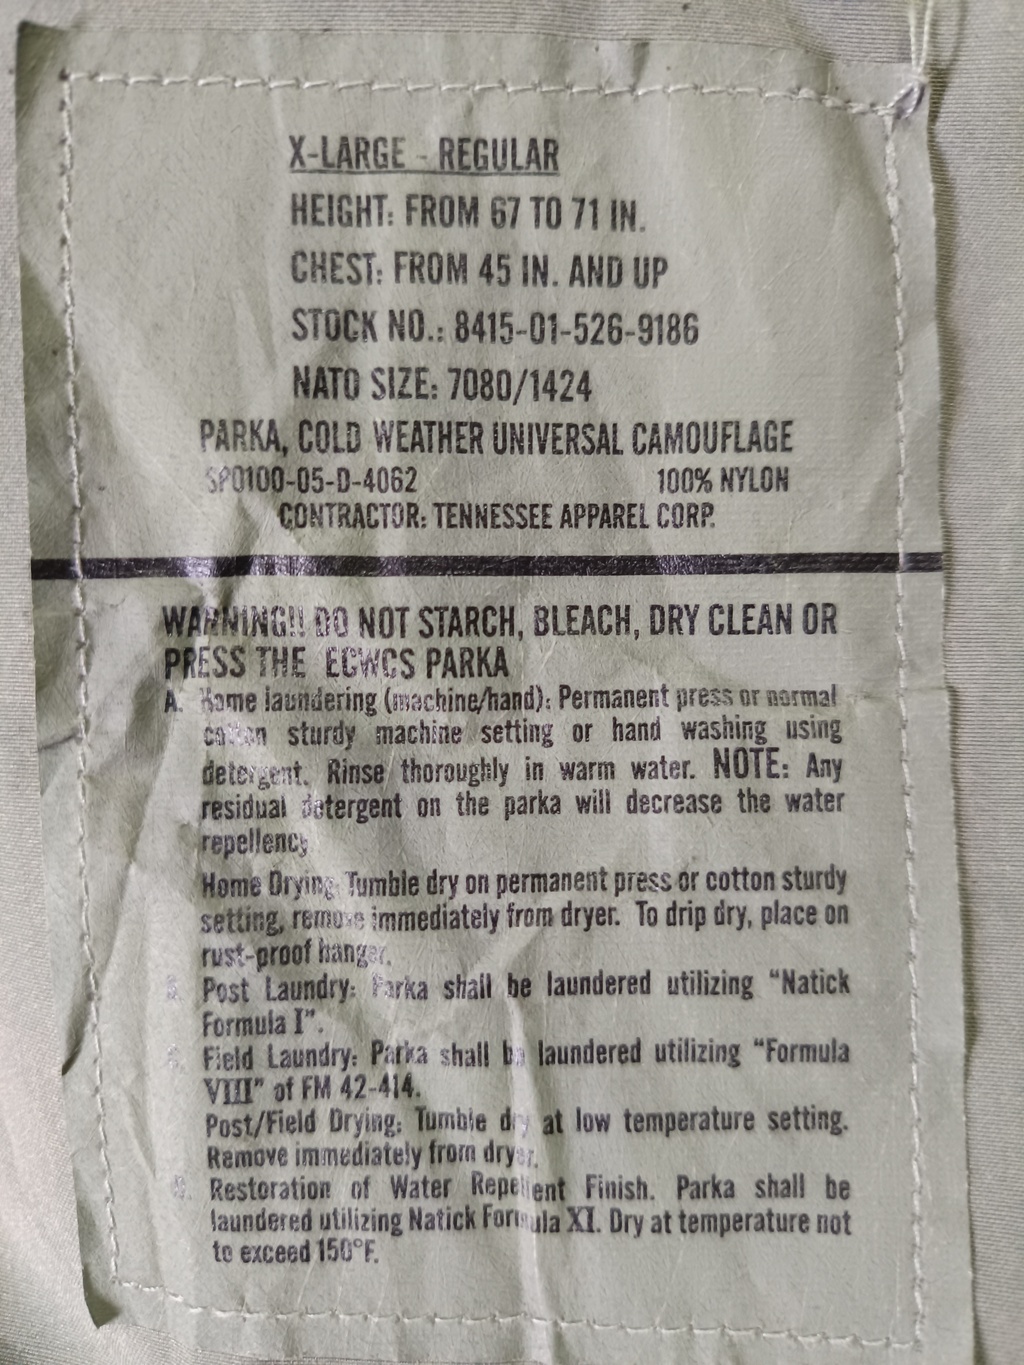 X-LARGE - REGULAR
HEIGHT: FROM 67 TO 71 IN.
CHEST: FROM 45 IN. AND UP
STOCK NO.: 8415-01-526-9186
NATO SIZE: 7080/1424
PARKA, COLD WEATHER UNIVERSAL CAMOUFLAGE
SP0100-05-D-4062 100% NYLON
CONTRACTOR: TENNESSEE APPAREL CORP.
WARNING!! DO NOT STARCH, BLEACH, DRY CLEAN OR
PRESS THE ECWCS PARKA
A. Home laundering (machine/hand): Permanent press or normal
cotton sturdy machine setting or hand washing using
detergent. Rinse thoroughly in warm water. NOTE: Any
residual detergent on the parka will decrease the water
repellency
Home Drying: Tumble dry on permanent press or cotton sturdy
setting, remove immediately from dryer. To drip dry, place on
rust-proof hanger.
Post Laundry: Parka shall be laundered utilizing “Natick
Formula I”.
Field Laundry: Parka shall be laundered utilizing “Formula
VIII” of FM 42-414.
Post/Field Drying: Tumble dry at low temperature setting.
Remove immediately from dryer.
Restoration of Water Repellent Finish. Parka shall be
laundered utilizing Natick Formula XI. Dry at temperature not
to exceed 150°F.